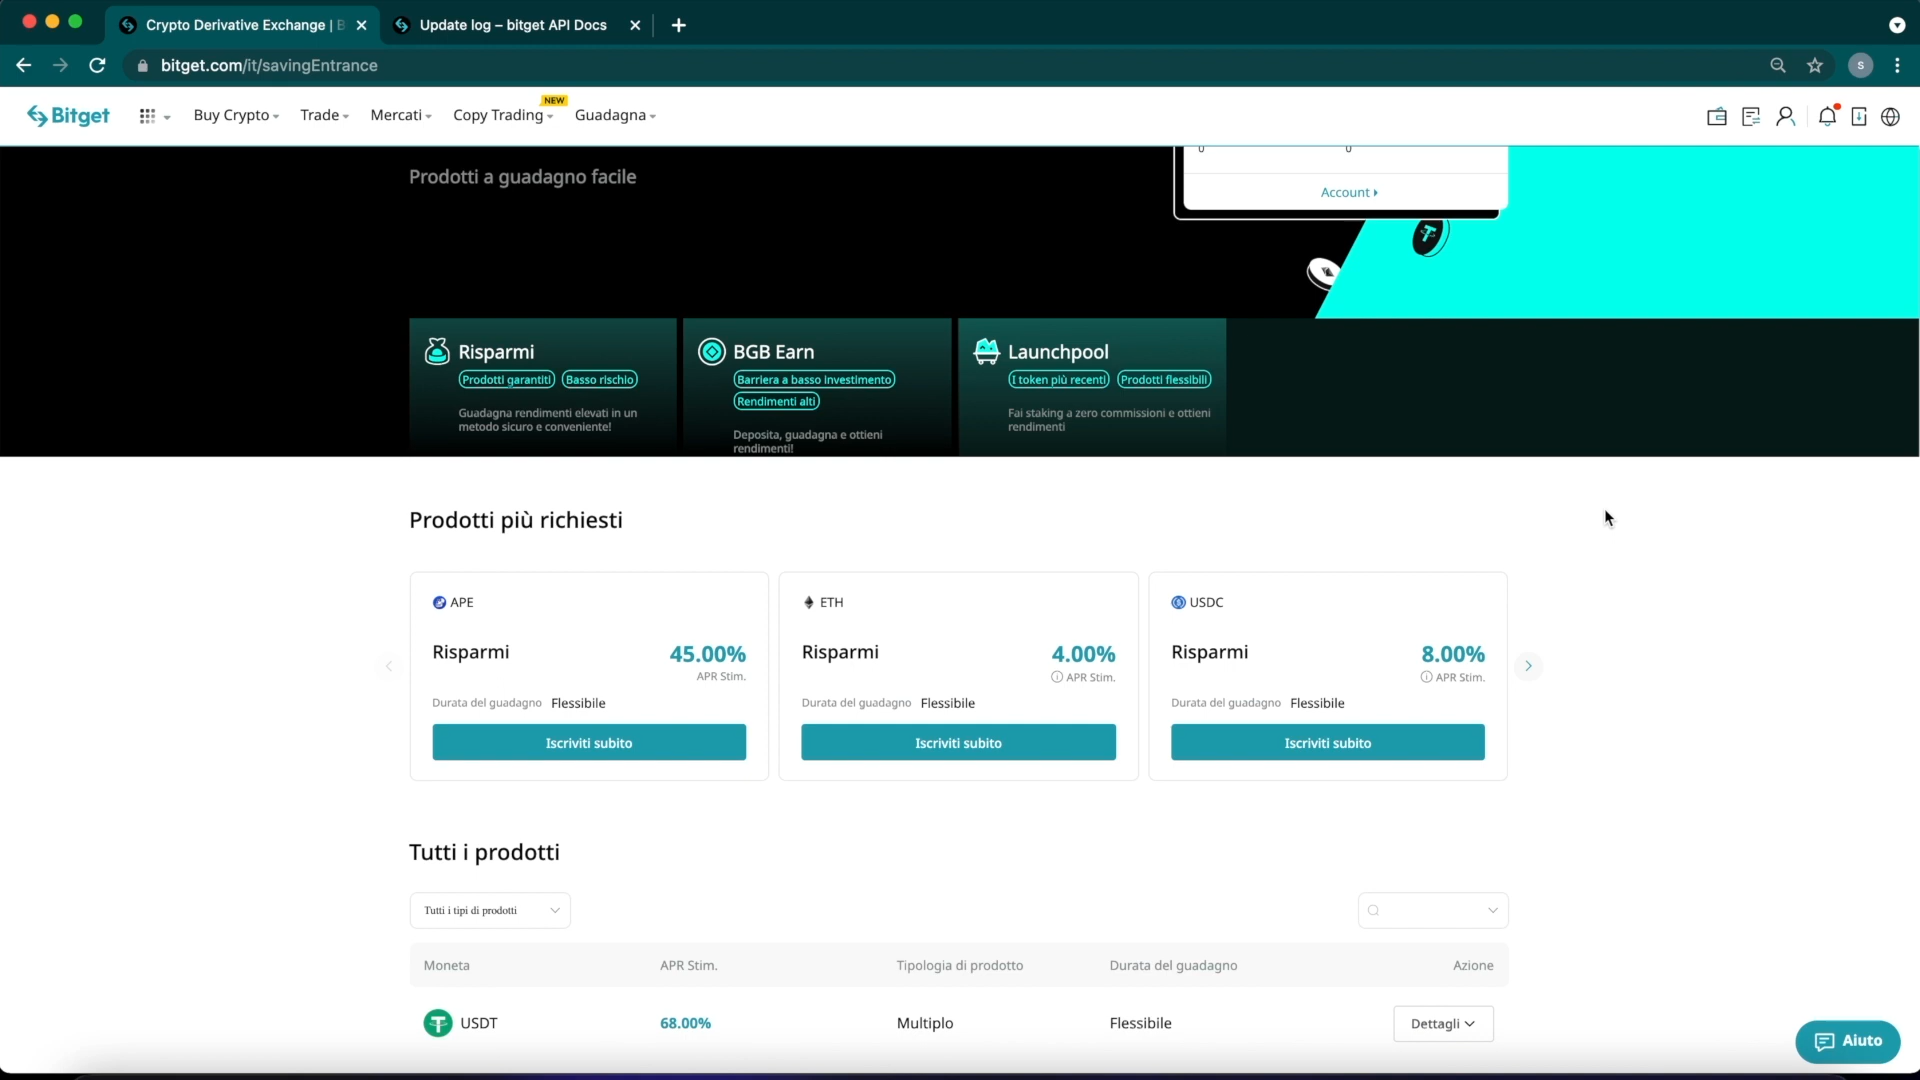 Crypto Derivative Exchange | B
Update log – bitget API Docs
bitget.com/it/savingEntrance
S
Bitget
Buy Crypto
Trade
Mercati
Copy Trading
NEW
Guadagna
Prodotti a guadagno facile
0
0
Account
Risparmi
Prodotti garantiti
Basso rischio
Guadagna rendimenti elevati in un
metodo sicuro e conveniente!
BGB Earn
Barriera a basso investimento
Rendimenti alti
Deposita, guadagna e ottieni
rendimenti!
Launchpool
I token più recenti
Prodotti flessibili
Fai staking a zero commissioni e ottieni
rendimenti
Prodotti più richiesti
APE
Risparmi
45.00%
APR Stim.
Durata del guadagno Flessibile
Iscriviti subito
ETH
Risparmi
4.00%
APR Stim.
Durata del guadagno Flessibile
Iscriviti subito
USDC
Risparmi
8.00%
APR Stim.
Durata del guadagno Flessibile
Iscriviti subito
Tutti i prodotti
Tutti i tipi di prodotti
Moneta APR Stim. Tipologia di prodotto Durata del guadagno Azione
USDT 68.00% Multiplo Flessibile Dettagli
Aiuto